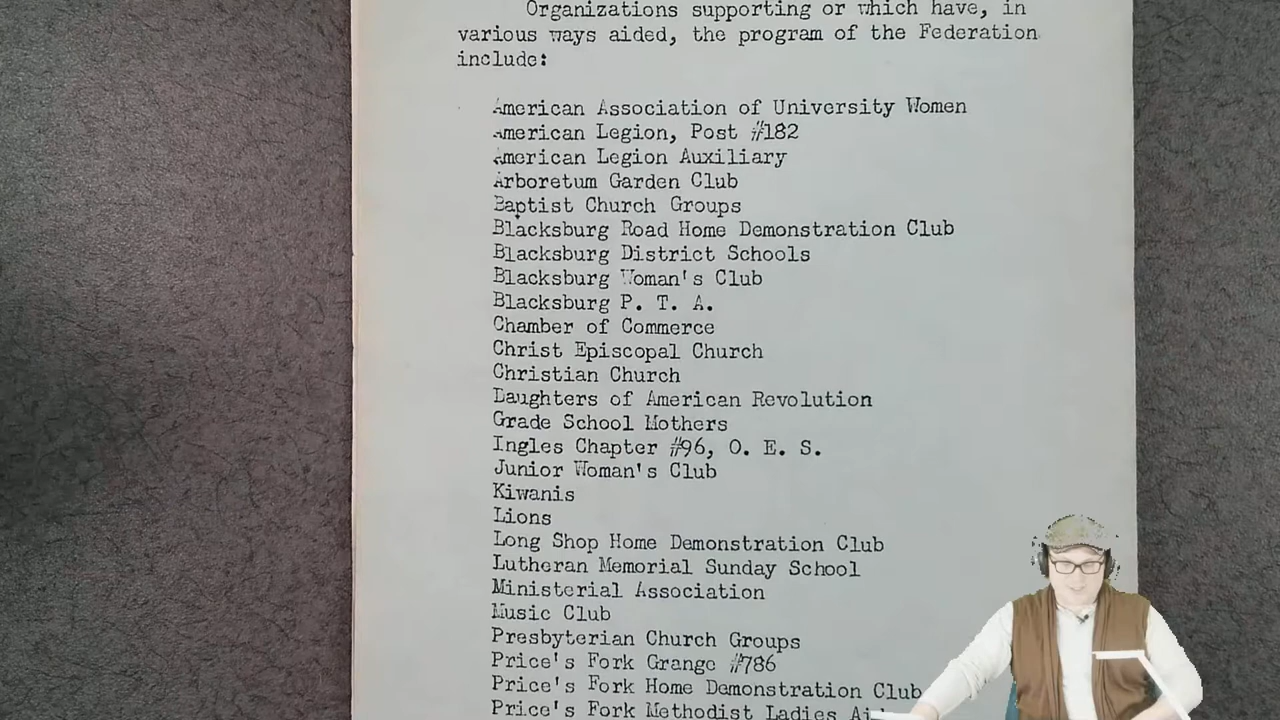 Organizations supporting or which have, in
various ways aided, the program of the Federation
include:
American Association of University Women
American Legion, Post #182
American Legion Auxiliary
Arboretum Garden Club
Baptist Church Groups
Blacksburg Road Home Demonstration Club
Blacksburg District Schools
Blacksburg Woman's Club
Blacksburg P. T. A.
Chamber of Commerce
Christ Episcopal Church
Christian Church
Daughters of American Revolution
Grade School Mothers
Ingles Chapter #96, O. E. S.
Junior Woman's Club
Kiwanis
Lions
Long Shop Home Demonstration Club
Lutheran Memorial Sunday School
Ministerial Association
Music Club
Presbyterian Church Groups
Price's Fork Grange #786
Price's Fork Home Demonstration Club
Price's Fork Methodist Ladies